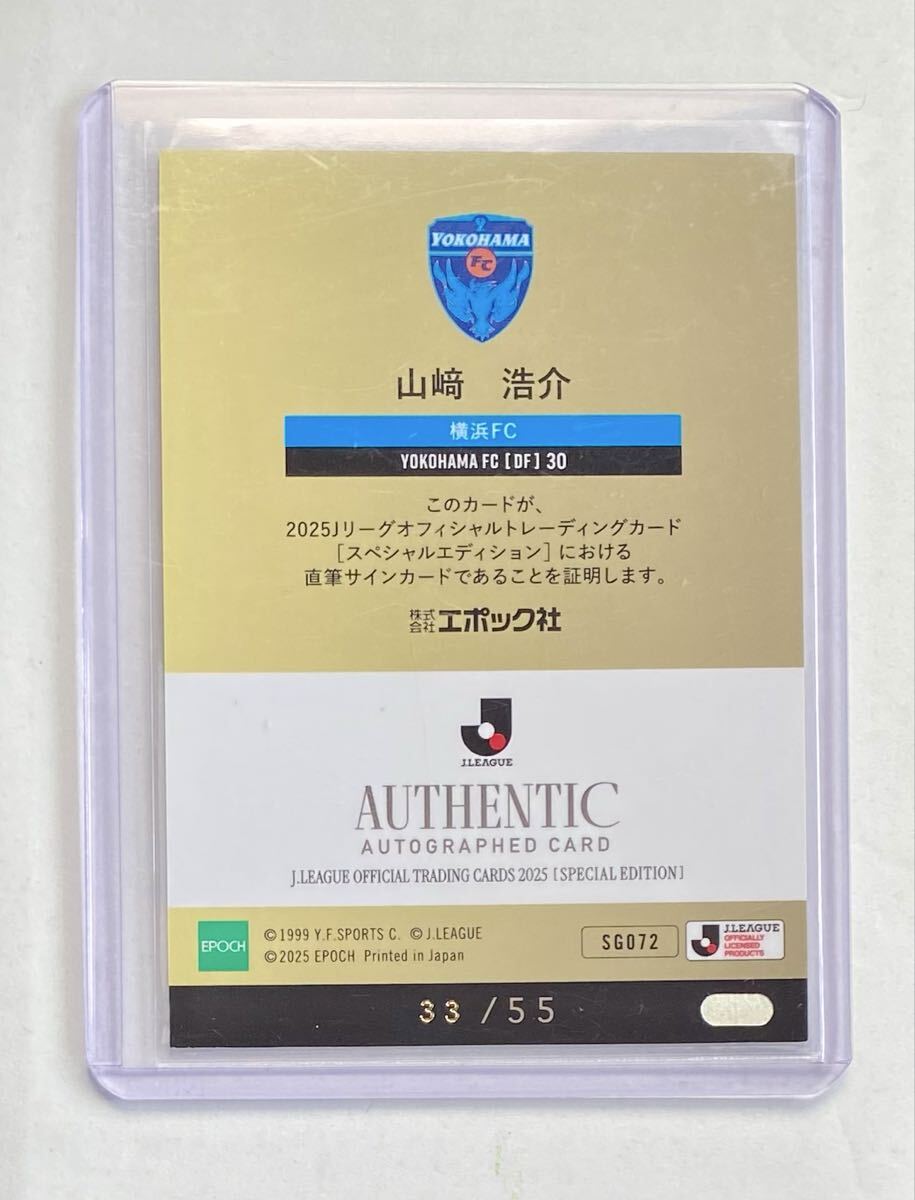 YOKOHAMA
FC
山﨑 浩介
横浜FC
YOKOHAMA FC [DF] 30
このカードが、
2025Jリーグオフィシャルトレーディングカード
[スペシャルエディション]における
直筆サインカードであることを証明します。
株式会社エポック社
J.LEAGUE
AUTHENTIC
AUTOGRAPHED CARD
J.LEAGUE OFFICIAL TRADING CARDS 2025 [SPECIAL EDITION]
EPOCH
©1999 Y.F.SPORTS C. ©J.LEAGUE
©2025 EPOCH Printed in Japan
SG072
J.LEAGUE
OFFICIALLY
LICENSED
PRODUCTS
33/55